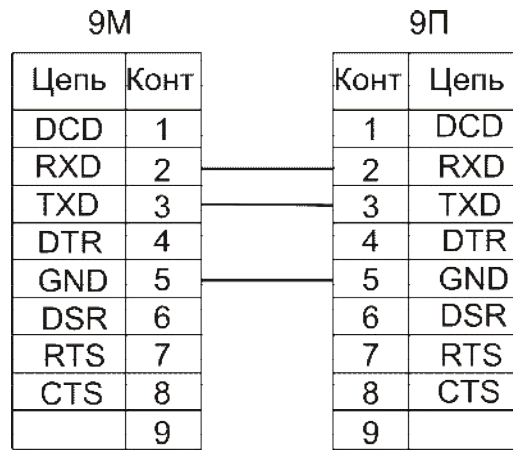 9М 9П
Цепь Конт Конт Цепь
DCD 1 1 DCD
RXD 2 2 RXD
TXD 3 3 TXD
DTR 4 4 DTR
GND 5 5 GND
DSR 6 6 DSR
RTS 7 7 RTS
CTS 8 8 CTS
9 9